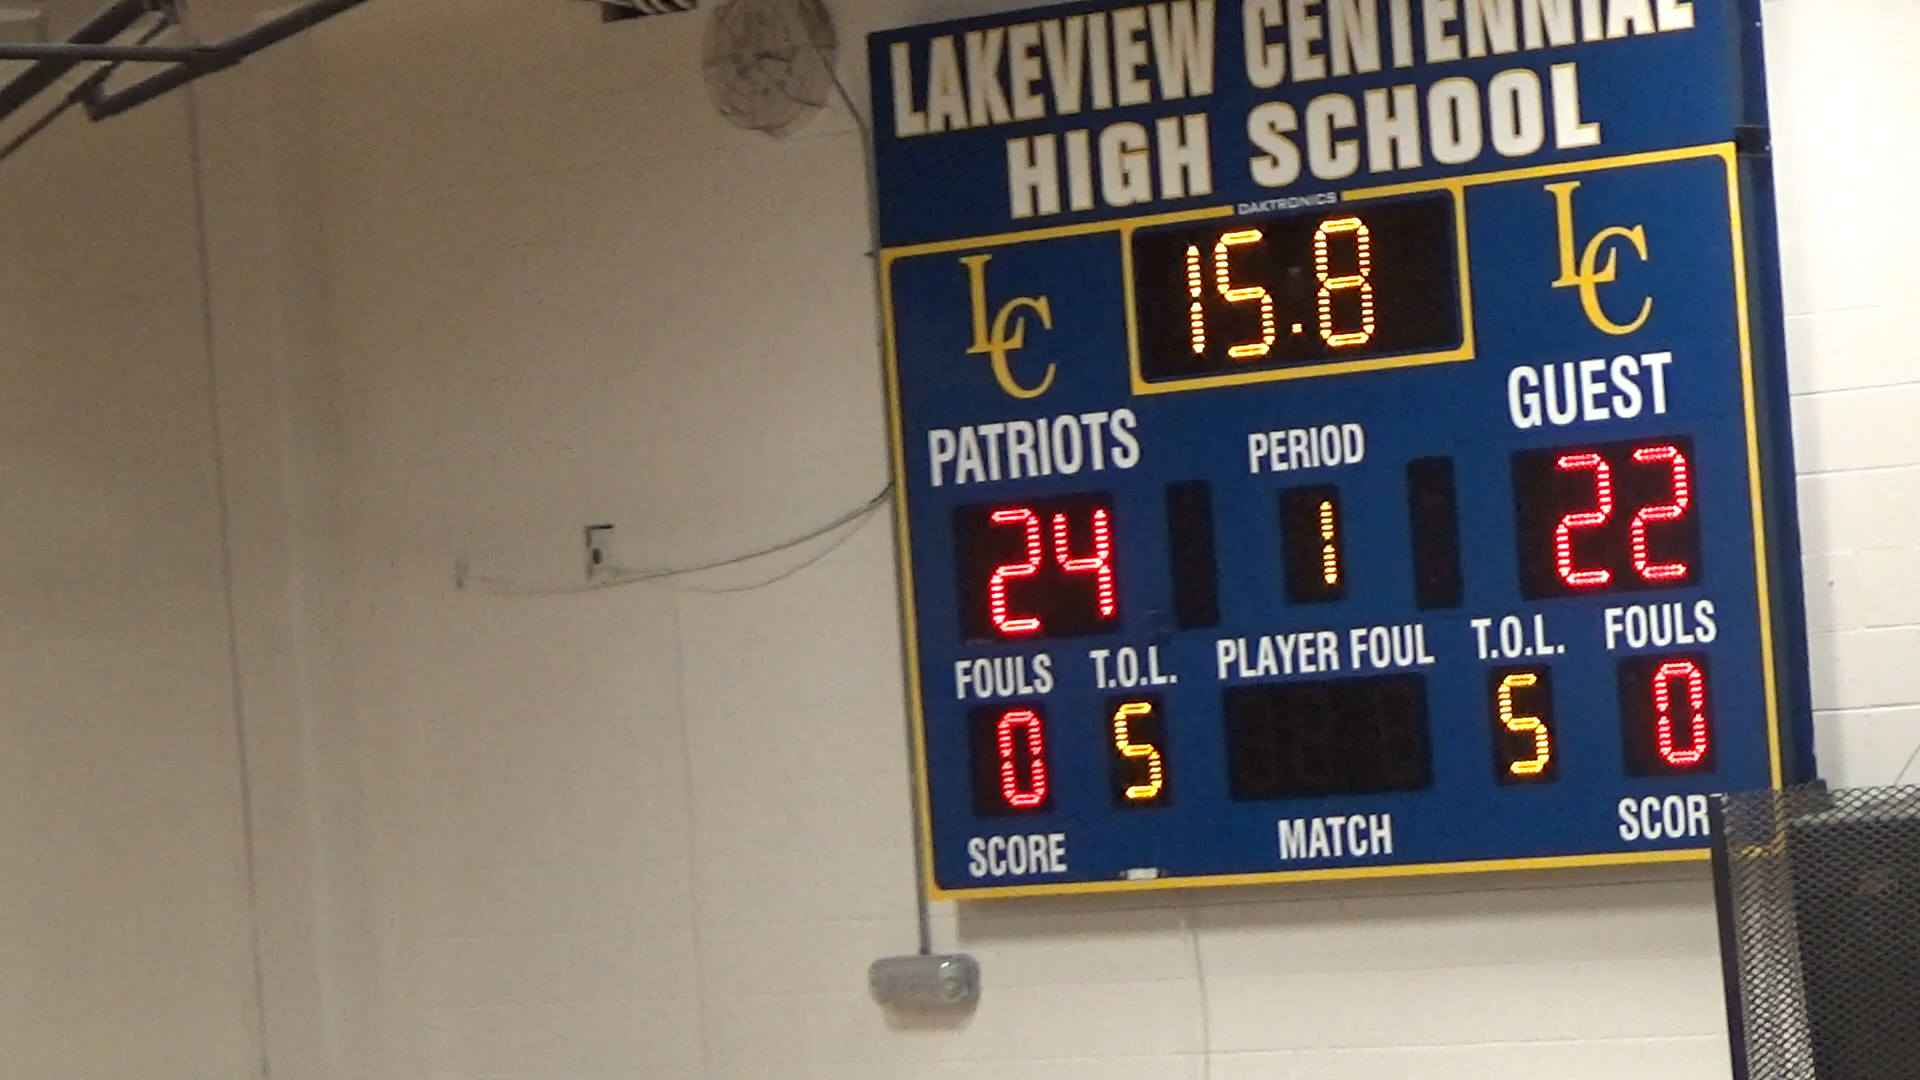 LAKEVIEW CENTENNIAL
HIGH SCHOOL
DAKTRONICS
LC 15.8 LC
PATRIOTS PERIOD GUEST
24 1 22
FOULS T.O.L. PLAYER FOUL T.O.L. FOULS
0 5 5 0
SCORE MATCH SCOR